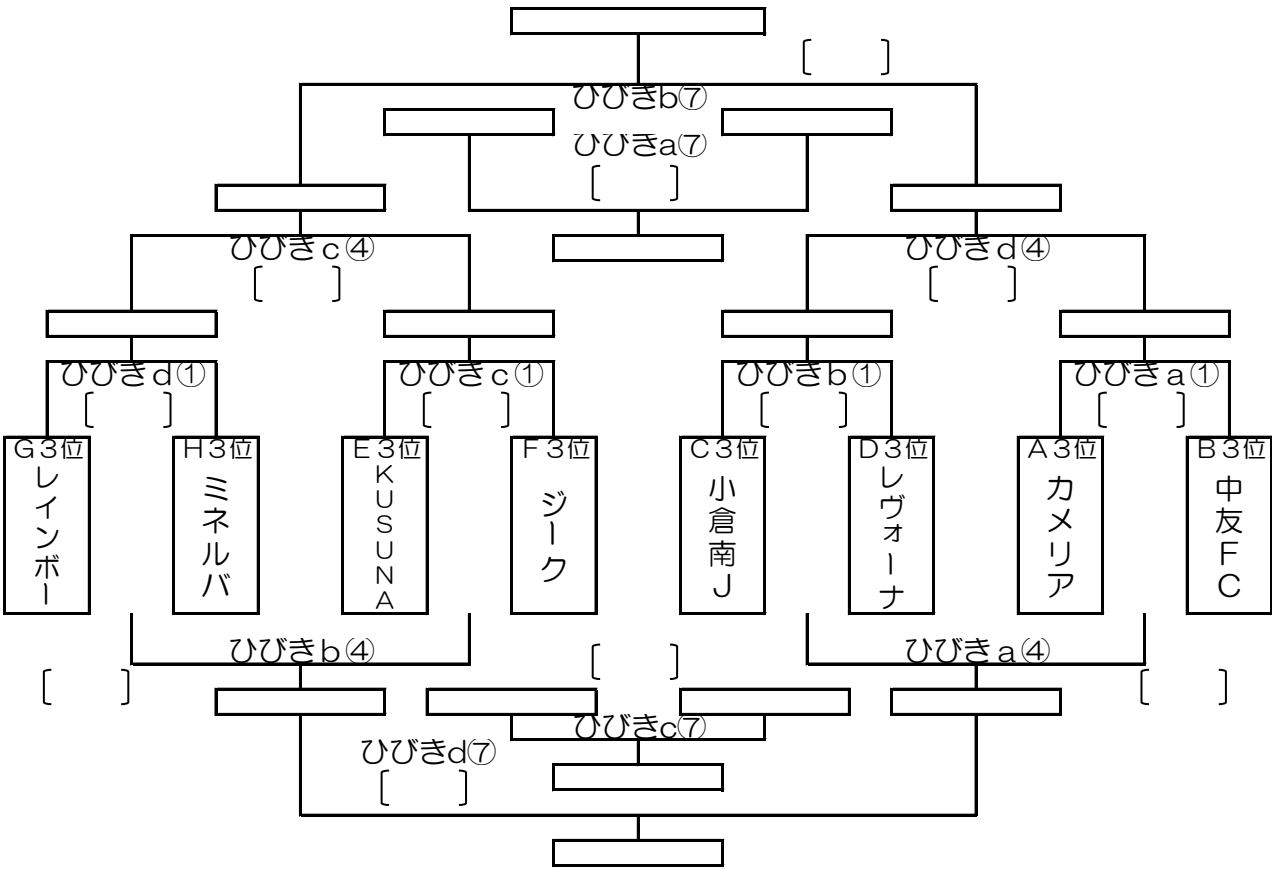 ひびきb⑦
ひびきa⑦
ひびきc④
ひびきd④
ひびきd①
ひびきc①
ひびきb①
ひびきa①
G3位
レインボー
H3位
ミネルバ
E3位
KUSUNA
F3位
ジーク
C3位
小倉南J
D3位
レヴォーナ
A3位
カメリア
B3位
中友FC
ひびきb④
ひびきa④
ひびきc⑦
ひびきd⑦